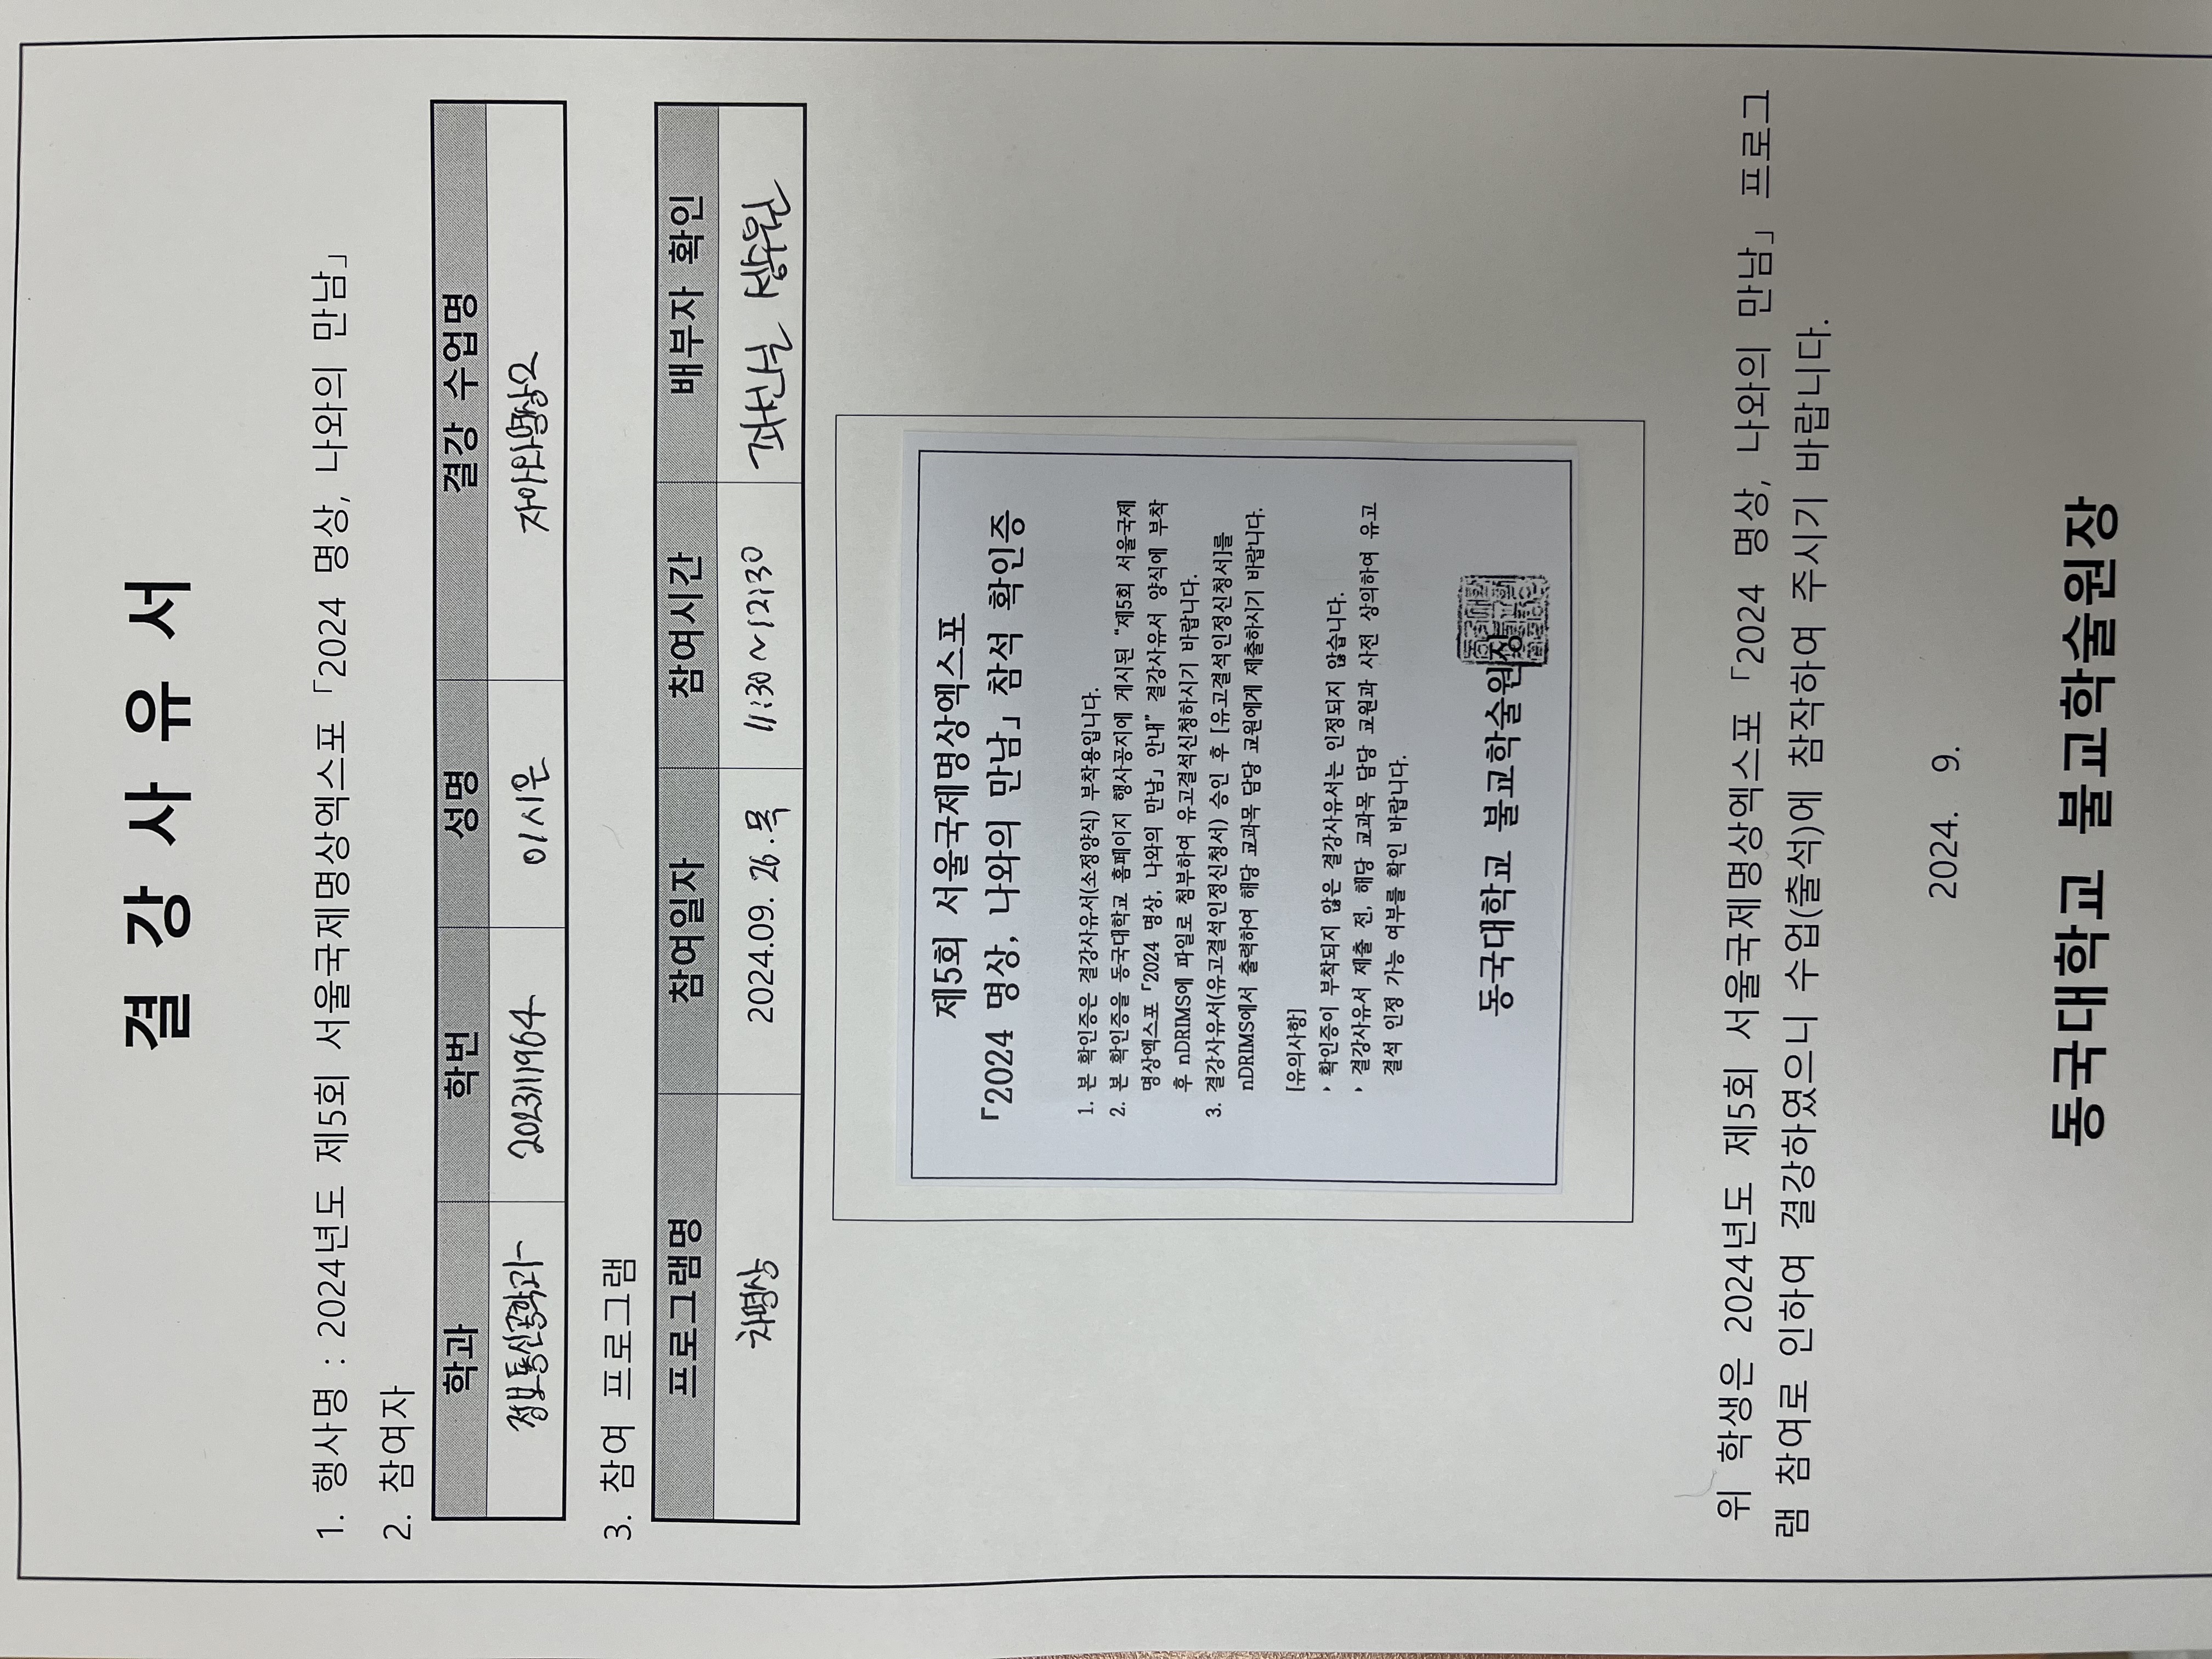 결 강 사 유 서
1. 행사명 : 2024년도 제5회 서울국제명상엑스포 「2024 명상, 나와의 만남」
2. 참여자
학과 학번 성명 결강 수업명
정보통신공학과 2023111964 이시은 자아와명상2
3. 참여 프로그램
프로그램명 참여일자 참여시간 배부자 확인
차명상 2024.09. 26.목 11:30~12:30 좌선실
제5회 서울국제명상엑스포
「2024 명상, 나와의 만남」 참석 확인증
1. 본 확인증은 결강사유서(소정양식) 부착용입니다.
2. 본 확인증을 동국대학교 홈페이지 행사공지에 게시된 “제5회 서울국제
명상엑스포 「2024 명상, 나와의 만남」 안내” 결강사유서 양식에 부착
후 nDRIMS에 파일로 첨부하여 유고결석신청하시기 바랍니다.
3. 결강사유서(유고결석인정신청서) 승인 후 [유고결석인정신청서]를
nDRIMS에서 출력하여 해당 교과목 담당 교원에게 제출하시기 바랍니다.
[유의사항]
‣ 확인증이 부착되지 않은 결강사유서는 인정되지 않습니다.
‣ 결강사유서 제출 전, 해당 교과목 담당 교원과 사전 상의하여 유고
결석 인정 가능 여부를 확인 바랍니다.
동국대학교 불교학술원장
위 학생은 2024년도 제5회 서울국제명상엑스포 「2024 명상, 나와의 만남」 프로그
램 참여로 인하여 결강하였으니 수업(출석)에 참작하여 주시기 바랍니다.
2024. 9.
동국대학교 불교학술원장